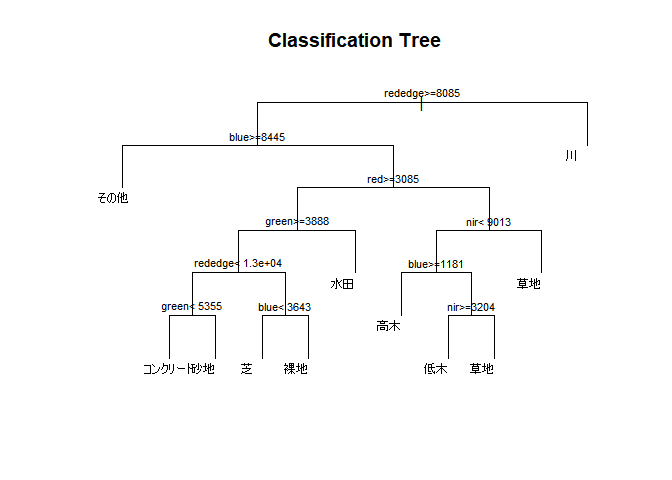 Classification Tree
rededge>=8085
blue>=8445
川
red>=3085
その他
green>=3888
nir< 9013
rededge< 1.3e+04
blue>=1181
水田
草地
green< 5355
blue< 3643
nir>=3204
高木
コンクリート
砂地
芝
裸地
低木
草地